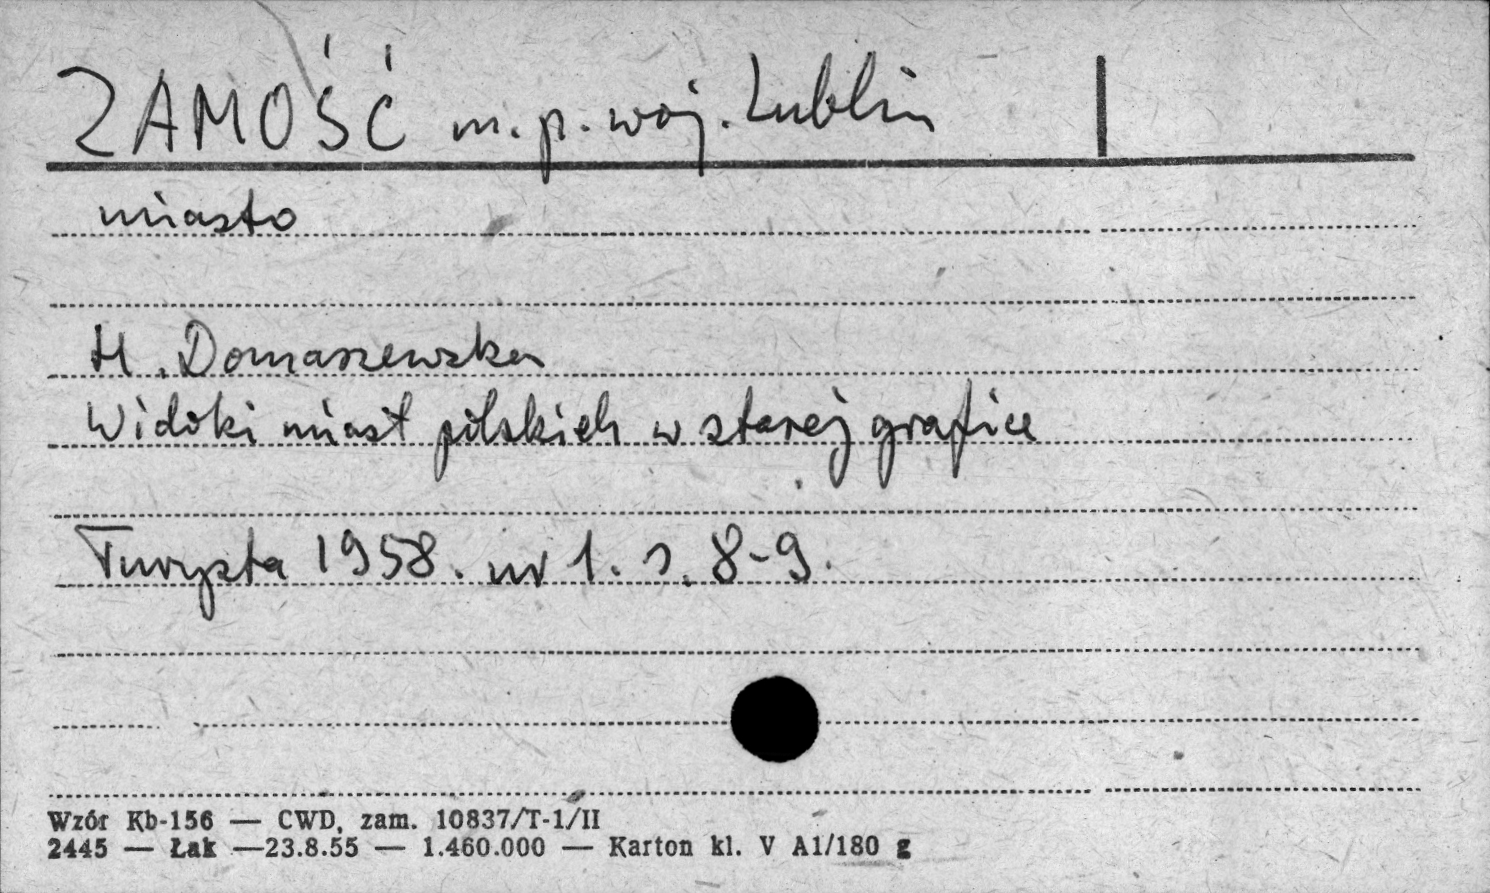 ZAMOŚĆ m. p. woj. Lublin
miasto
H. Domaszewska
Widoki miast polskich w starej grafice
Turysta 1958. nr 1. s. 8-9.
Wzór Kb-156 — CWD, zam. 10837/T-1/II
2445 — Łak —23.8.55 — 1.460.000 — Karton kl. V A1/180 g